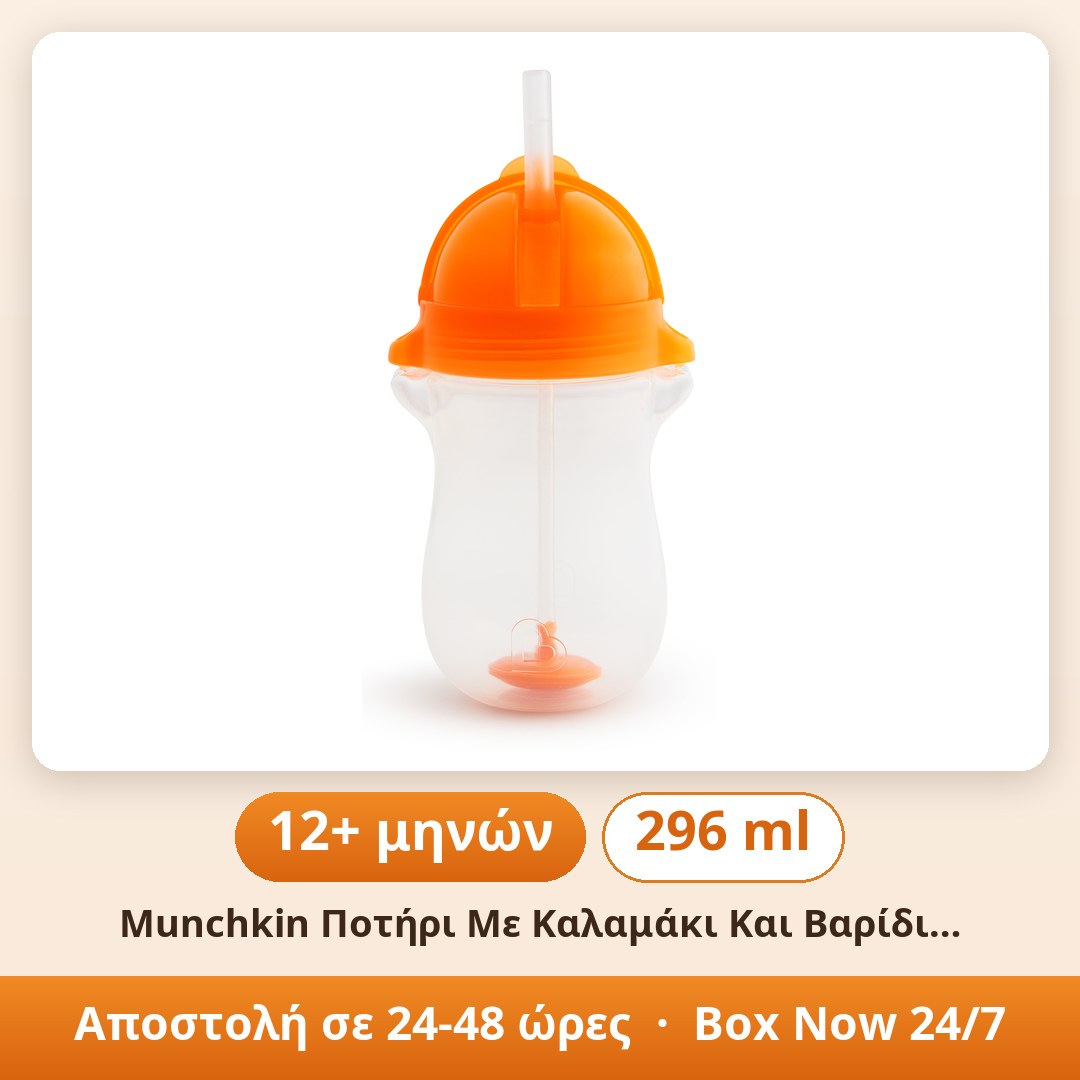 12+ μηνών
296 ml
Munchkin Ποτήρι Με Καλαμάκι Και Βαρίδι...
Αποστολή σε 24-48 ώρες · Box Now 24/7